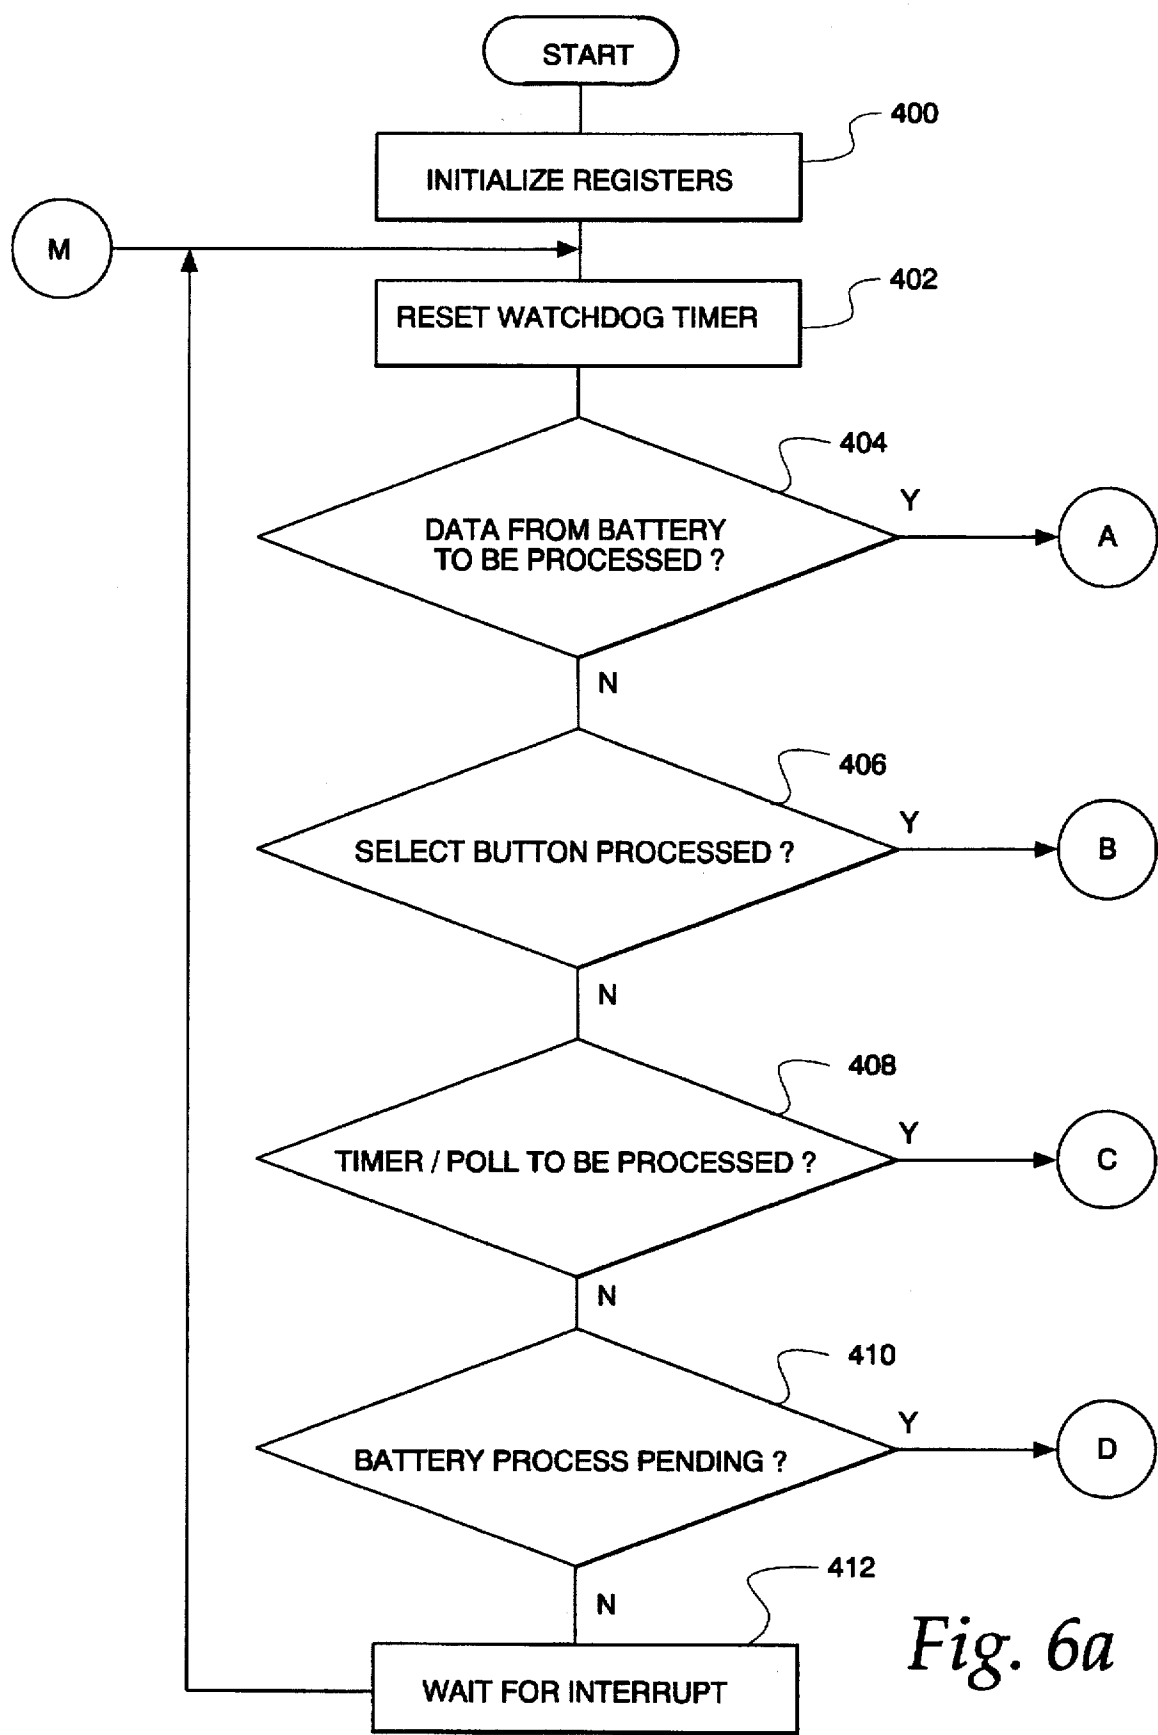 START
400
INITIALIZE REGISTERS
M
402
RESET WATCHDOG TIMER
404
Y
DATA FROM BATTERY
TO BE PROCESSED ?
A
N
406
Y
SELECT BUTTON PROCESSED ?
B
N
408
Y
TIMER / POLL TO BE PROCESSED ?
C
N
410
Y
BATTERY PROCESS PENDING ?
D
412
N
WAIT FOR INTERRUPT
Fig. 6a